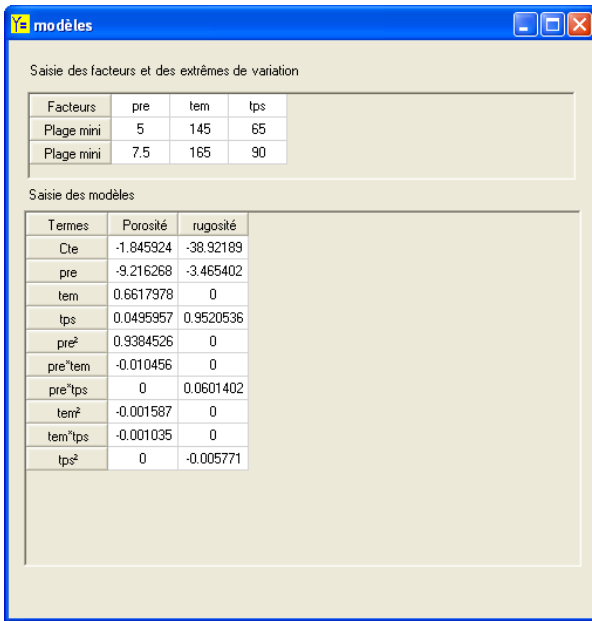 Y= modèles
Saisie des facteurs et des extrêmes de variation
Facteurs pre tem tps
Plage mini 5 145 65
Plage mini 7.5 165 90
Saisie des modèles
Termes Porosité rugosité
Cte -1.845924 -38.92189
pre -9.216268 -3.465402
tem 0.6617978 0
tps 0.0495957 0.9520536
pre² 0.9384526 0
pre*tem -0.010456 0
pre*tps 0 0.0601402
tem² -0.001587 0
tem*tps -0.001035 0
tps² 0 -0.005771